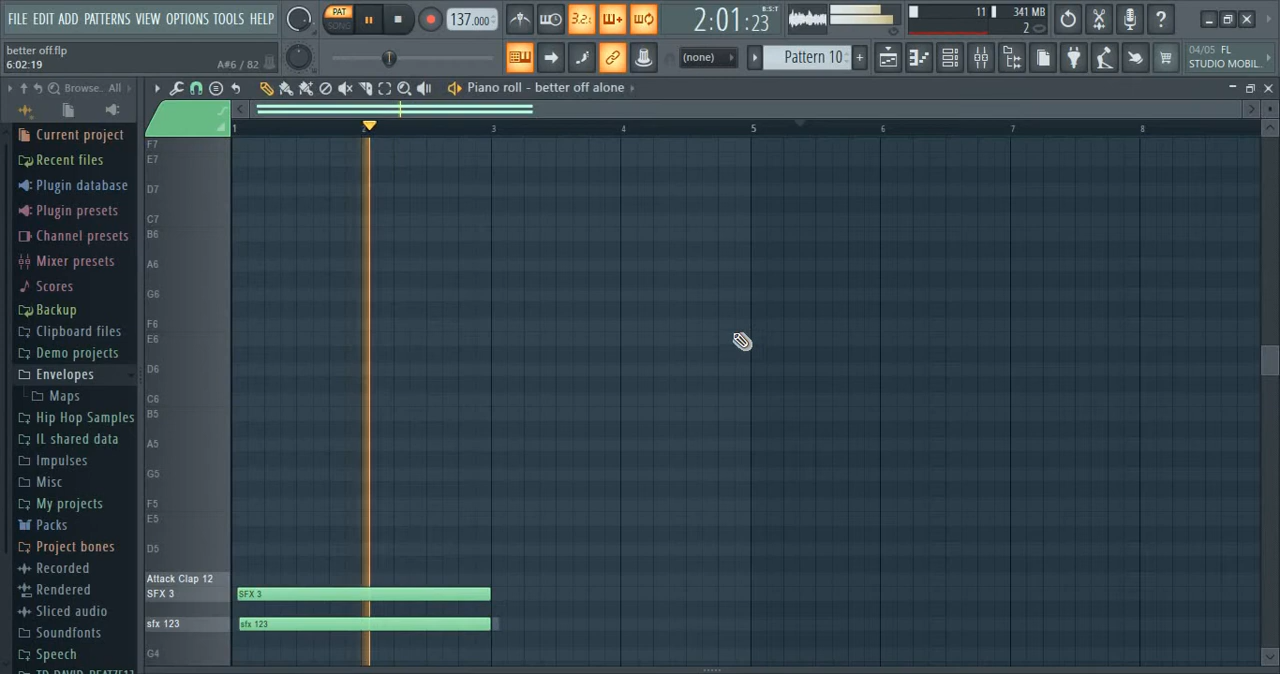 FILE EDIT ADD PATTERNS VIEW OPTIONS TOOLS HELP
PAT
SONG
137.000
3.2:
2:01:23
B:S:T
11
341 MB
2
better off.flp
6:02:19
A#6 / 82
(none)
Pattern 10
04/05 FL
STUDIO MOBIL..
Browse.. All
Piano roll - better off alone
Current project
Recent files
Plugin database
Plugin presets
Channel presets
Mixer presets
Scores
Backup
Clipboard files
Demo projects
Envelopes
Maps
Hip Hop Samples
IL shared data
Impulses
Misc
My projects
Packs
Project bones
Recorded
Rendered
Sliced audio
Soundfonts
Speech
1 2 3 4 5 6 7 8
F7
E7
D7
C7
B6
A6
G6
F6
E6
D6
C6
B5
A5
G5
F5
E5
D5
Attack Clap 12
SFX 3 SFX 3
sfx 123 sfx 123
G4